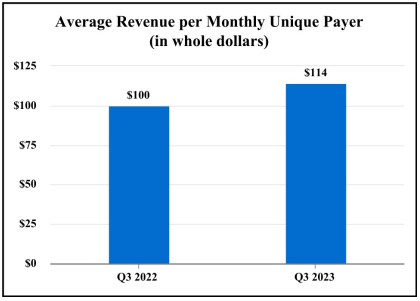 Average Revenue per Monthly Unique Payer
(in whole dollars)
$125
$100
$75
$50
$25
$0
$100
$114
Q3 2022
Q3 2023